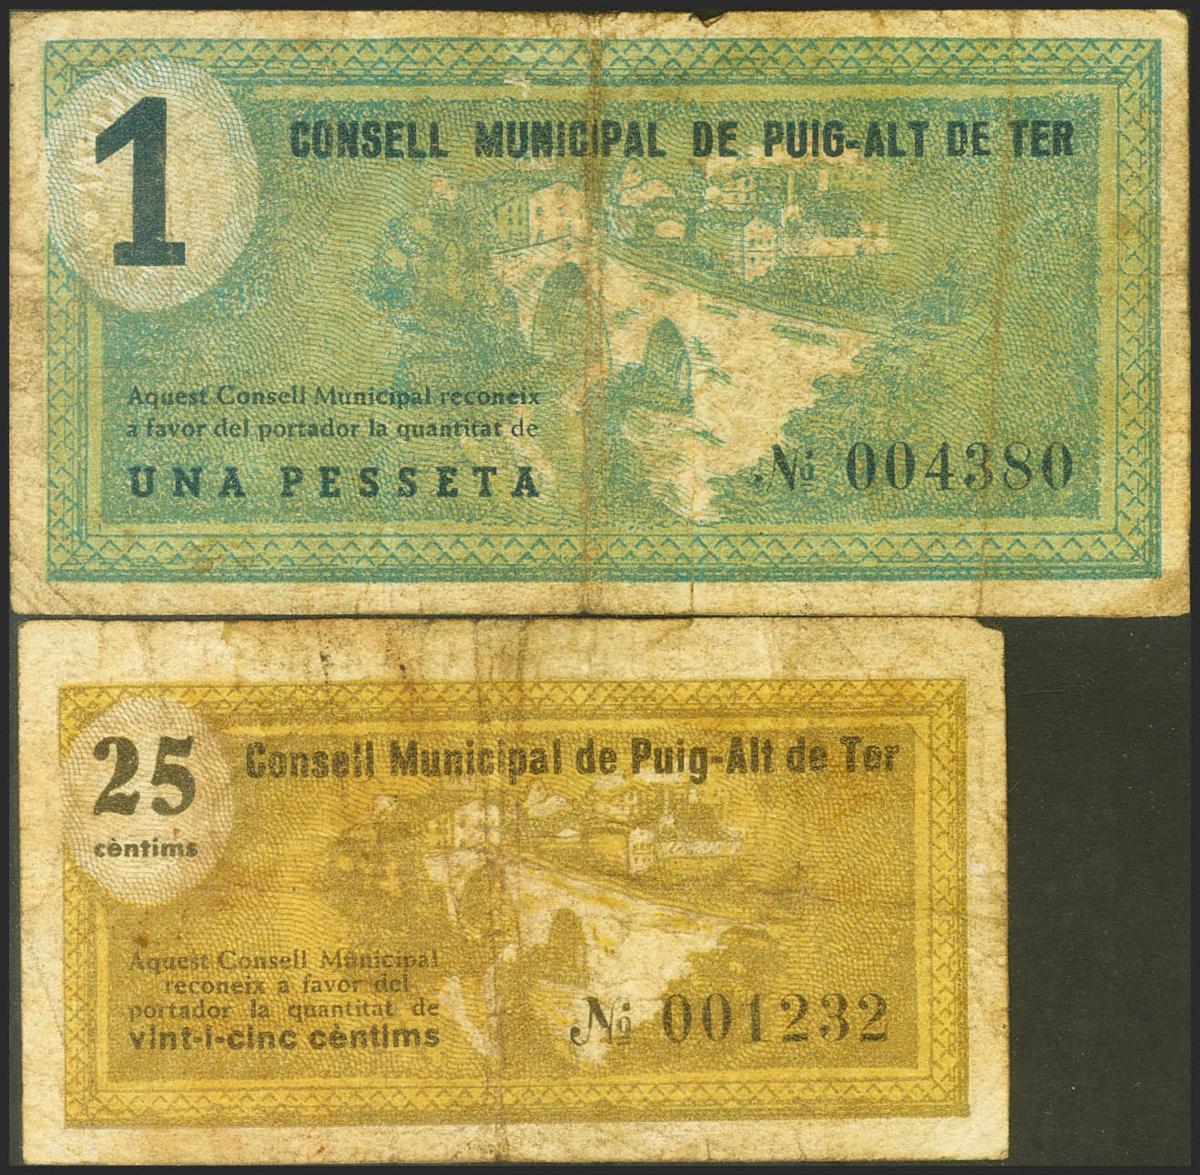 1
CONSELL MUNICIPAL DE PUIG-ALT DE TER
Aquest Consell Municipal reconeix
a favor del portador la quantitat de
UNA PESSETA
Nº 004380
25
cèntims
Consell Municipal de Puig-Alt de Ter
Aquest Consell Municipal
reconeix a favor del
portador la quantitat de
vint-i-cinc cèntims
Nº 001232